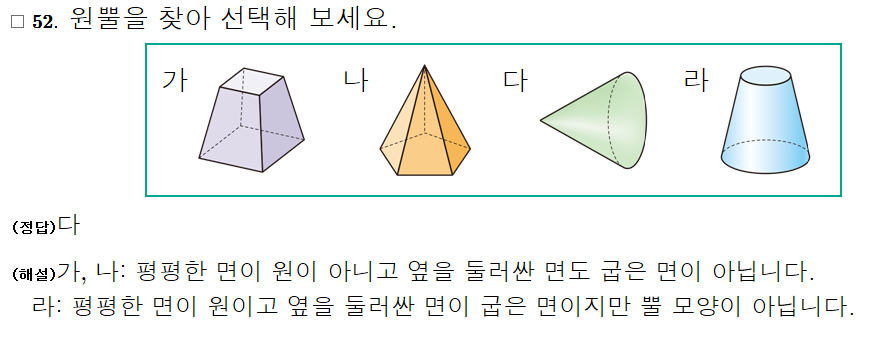 □ 52. 원뿔을 찾아 선택해 보세요.
가 나 다 라
(정답)다
(해설)가, 나: 평평한 면이 원이 아니고 옆을 둘러싼 면도 굽은 면이 아닙니다.
라: 평평한 면이 원이고 옆을 둘러싼 면이 굽은 면이지만 뿔 모양이 아닙니다.